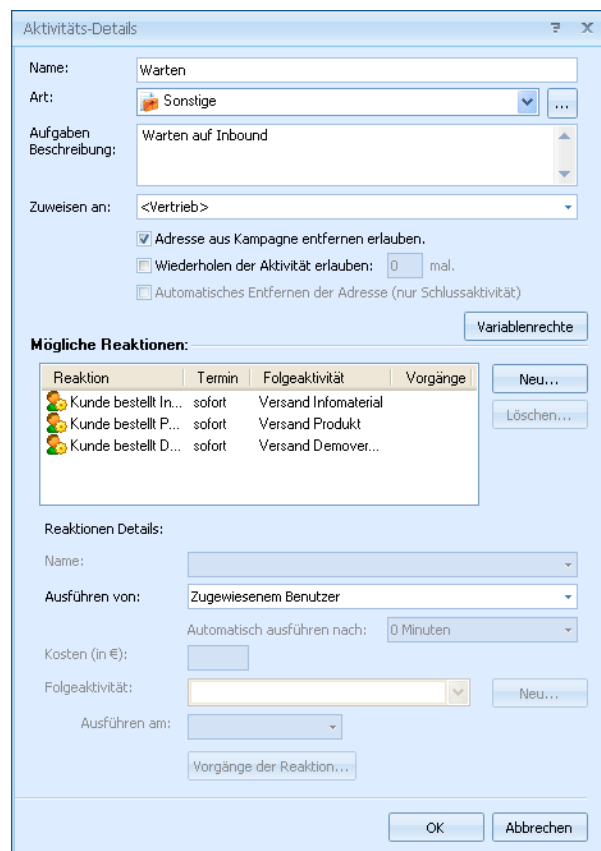 Aktivitäts-Details
Name: Warten
Art: Sonstige ...
Aufgaben Beschreibung: Warten auf Inbound
Zuweisen an: <Vertrieb>
Adresse aus Kampagne entfernen erlauben.
Wiederholen der Aktivität erlauben: 0 mal.
Automatisches Entfernen der Adresse (nur Schlussaktivität)
Variablenrechte
Mögliche Reaktionen:
Reaktion Termin Folgeaktivität Vorgänge Neu...
Kunde bestellt In... sofort Versand Infomaterial
Kunde bestellt P... sofort Versand Produkt Löschen...
Kunde bestellt D... sofort Versand Demover...
Reaktionen Details:
Name:
Ausführen von: Zugewiesenem Benutzer
Automatisch ausführen nach: 0 Minuten
Kosten (in €):
Folgeaktivität: Neu...
Ausführen am:
Vorgänge der Reaktion...
OK Abbrechen